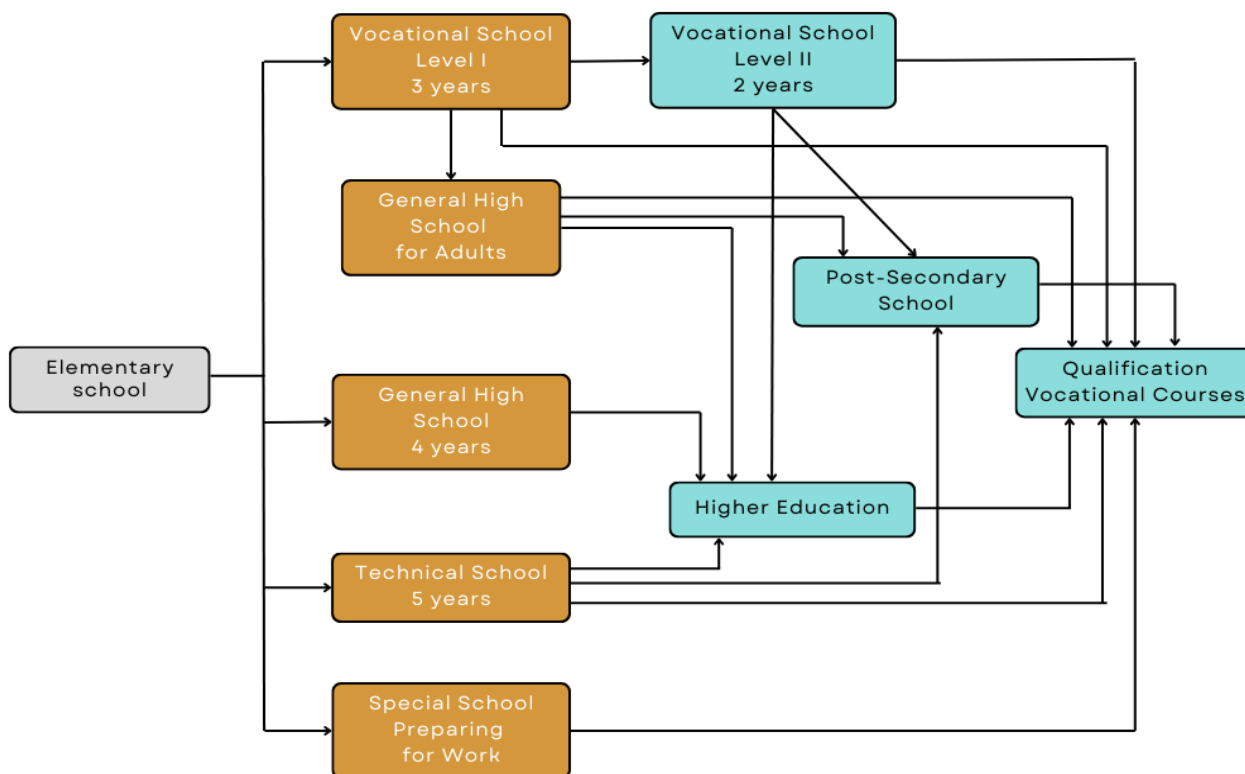 Vocational School
Level I
3 years
Vocational School
Level II
2 years
General High
School
for Adults
Post-Secondary
School
Elementary
school
Qualification
Vocational Courses
General High
School
4 years
Higher Education
Technical School
5 years
Special School
Preparing
for Work